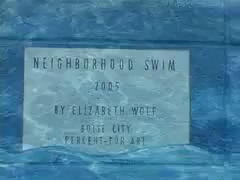 NEIGHBORHOOD SWIM
2005
BY ELIZABETH WOLF
BOISE CITY
PERCENT-FOR ART